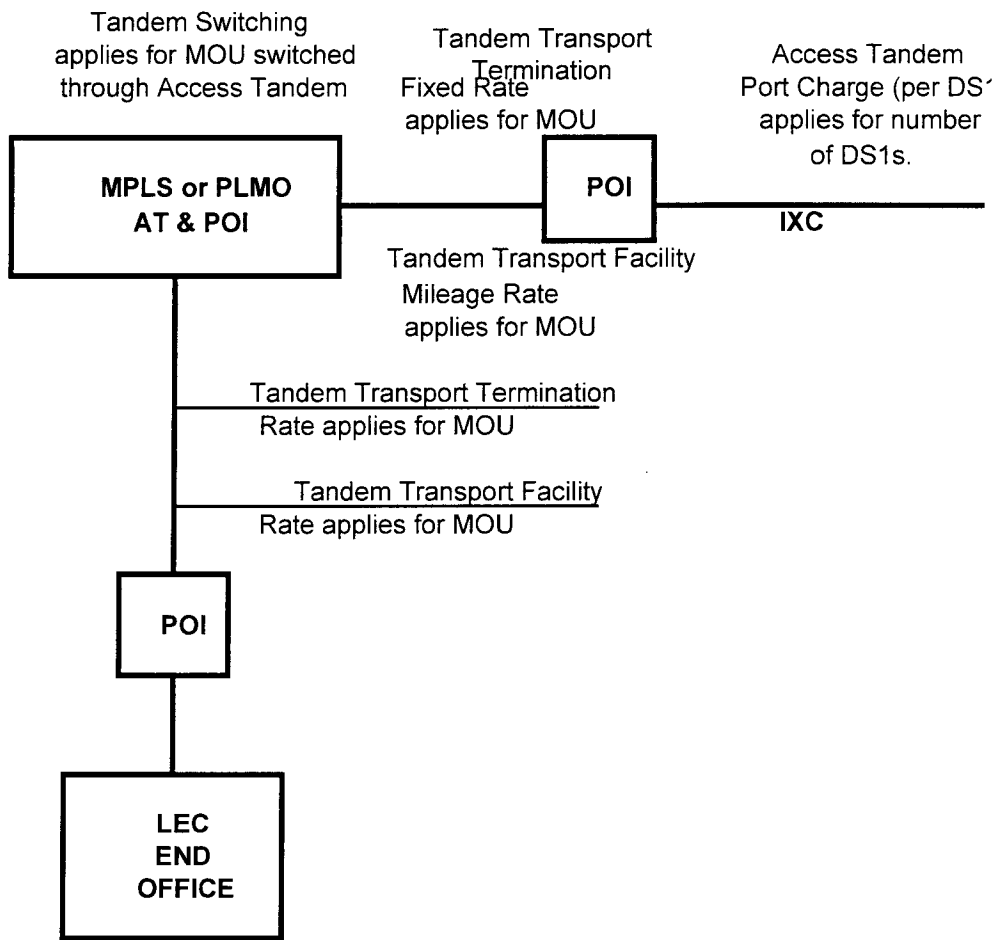 Tandem Switching
applies for MOU switched
through Access Tandem
Tandem Transport
Termination
Fixed Rate
applies for MOU
Access Tandem
Port Charge (per DS1
applies for number
of DS1s.
MPLS or PLMO
AT & POI
POI
IXC
Tandem Transport Facility
Mileage Rate
applies for MOU
Tandem Transport Termination
Rate applies for MOU
Tandem Transport Facility
Rate applies for MOU
POI
LEC
END
OFFICE